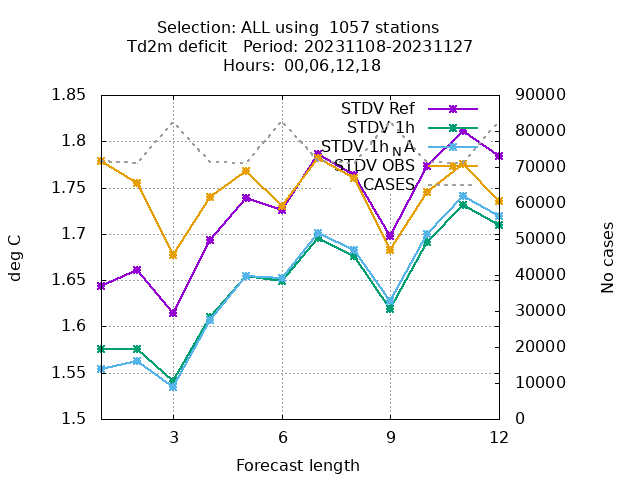 Selection: ALL using  1057 stations
Td2m deficit   Period: 20231108-20231127
Hours:  00,06,12,18
1.85
1.8
1.75
1.7
1.65
1.6
1.55
1.5
90000
80000
70000
60000
50000
40000
30000
20000
10000
0
STDV Ref
STDV 1h
STDV 1h_NA
STDV OBS
CASES
deg C
No cases
3
6
9
12
Forecast length